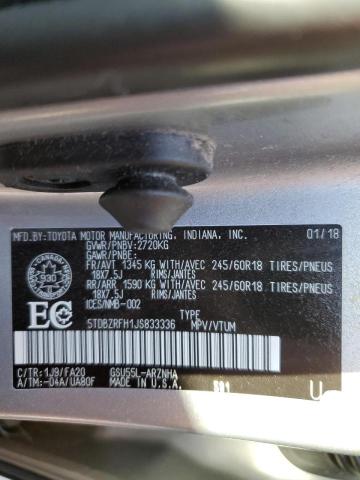 MFD.BY:TOYOTA MOTOR MANUFACTURING, INDIANA, INC. 01/18
GVWR/PNBV:2720KG
GAWR/PNBE:
FR/AVT 1345 KG WITH/AVEC 245/60R18 TIRES/PNEUS
18X7.5J RIMS/JANTES
RR/ARR 1590 KG WITH/AVEC 245/60R18 TIRES/PNEUS
18X7.5J RIMS/JANTES
ICES/NMB-002
CANADA
930
EC
5TDBZRFH1JS833336 MPV/VTUM
C/TR:1J9/FA20 GSU55L-ARZNHA
A/TM:-04A/UA80F MADE IN U.S.A.
U